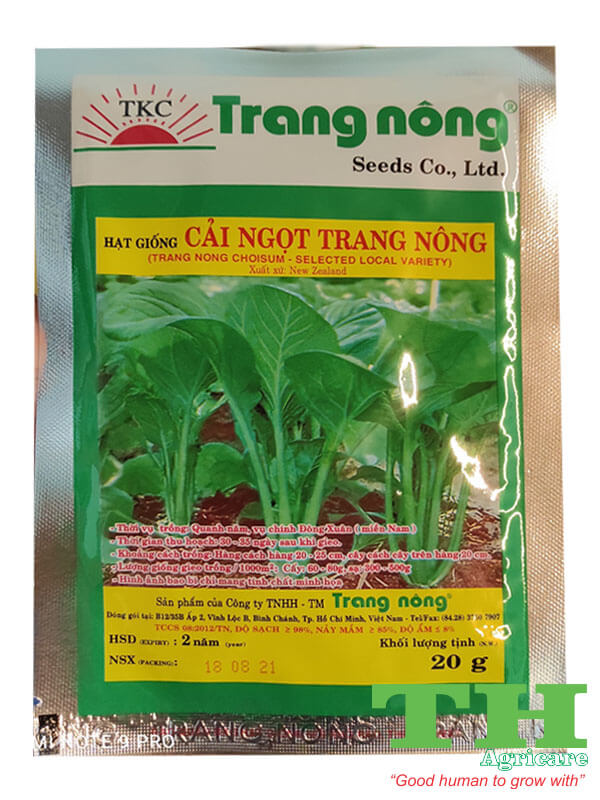 TKC
Trang nông®
Seeds Co., Ltd.
HẠT GIỐNG CẢI NGỌT TRANG NÔNG
(TRANG NONG CHOISUM - SELECTED LOCAL VARIETY)
Xuất xứ: New Zealand
- Thời vụ trồng: Quanh năm, vụ chính Đông Xuân ( miền Nam )
- Thời gian thu hoạch: 30 - 35 ngày sau khi gieo.
- Khoảng cách trồng: Hàng cách hàng 20 - 25 cm, cây cách cây trên hàng 20 cm.
- Lượng giống gieo trồng / 1000m²: Cấy: 60 - 80g, sạ: 300 - 500g
- Hình ảnh bao bì chỉ mang tính chất minh họa
Sản phẩm của Công ty TNHH - TM Trang nông®
Đóng gói tại: B12/35B Ấp 2, Vĩnh Lộc B, Bình Chánh, Tp. Hồ Chí Minh, Việt Nam - Tel/Fax: (84.28) 3750 7907
TCCS 08:2012/TN, ĐỘ SẠCH ≥ 98%, NẢY MẦM ≥ 85%, ĐỘ ẨM ≤ 8%
HSD (EXPIRY) : 2 năm (year)
Khối lượng tịnh (N.W.)
NSX (PACKING) : 18 08 21
20 g
TRANG NONG TRAN
MI NOTE 9 PRO
TH
Agricare
"Good human to grow with"